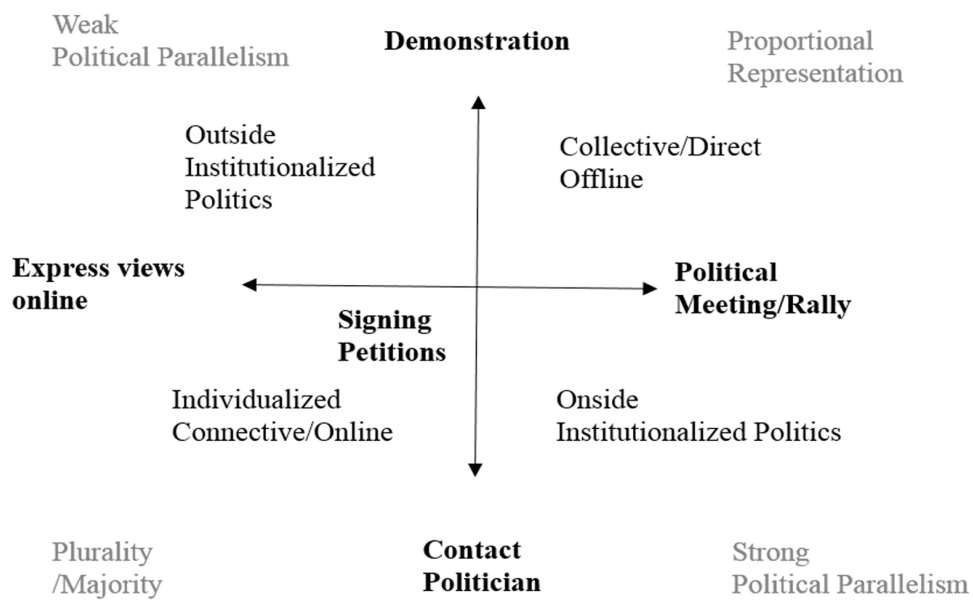 Weak
Political Parallelism
Demonstration
Proportional
Representation
Outside
Institutionalized
Politics
Collective/Direct
Offline
Express views
online
Political
Meeting/Rally
Signing
Petitions
Individualized
Connective/Online
Onside
Institutionalized Politics
Plurality
/Majority
Contact
Politician
Strong
Political Parallelism